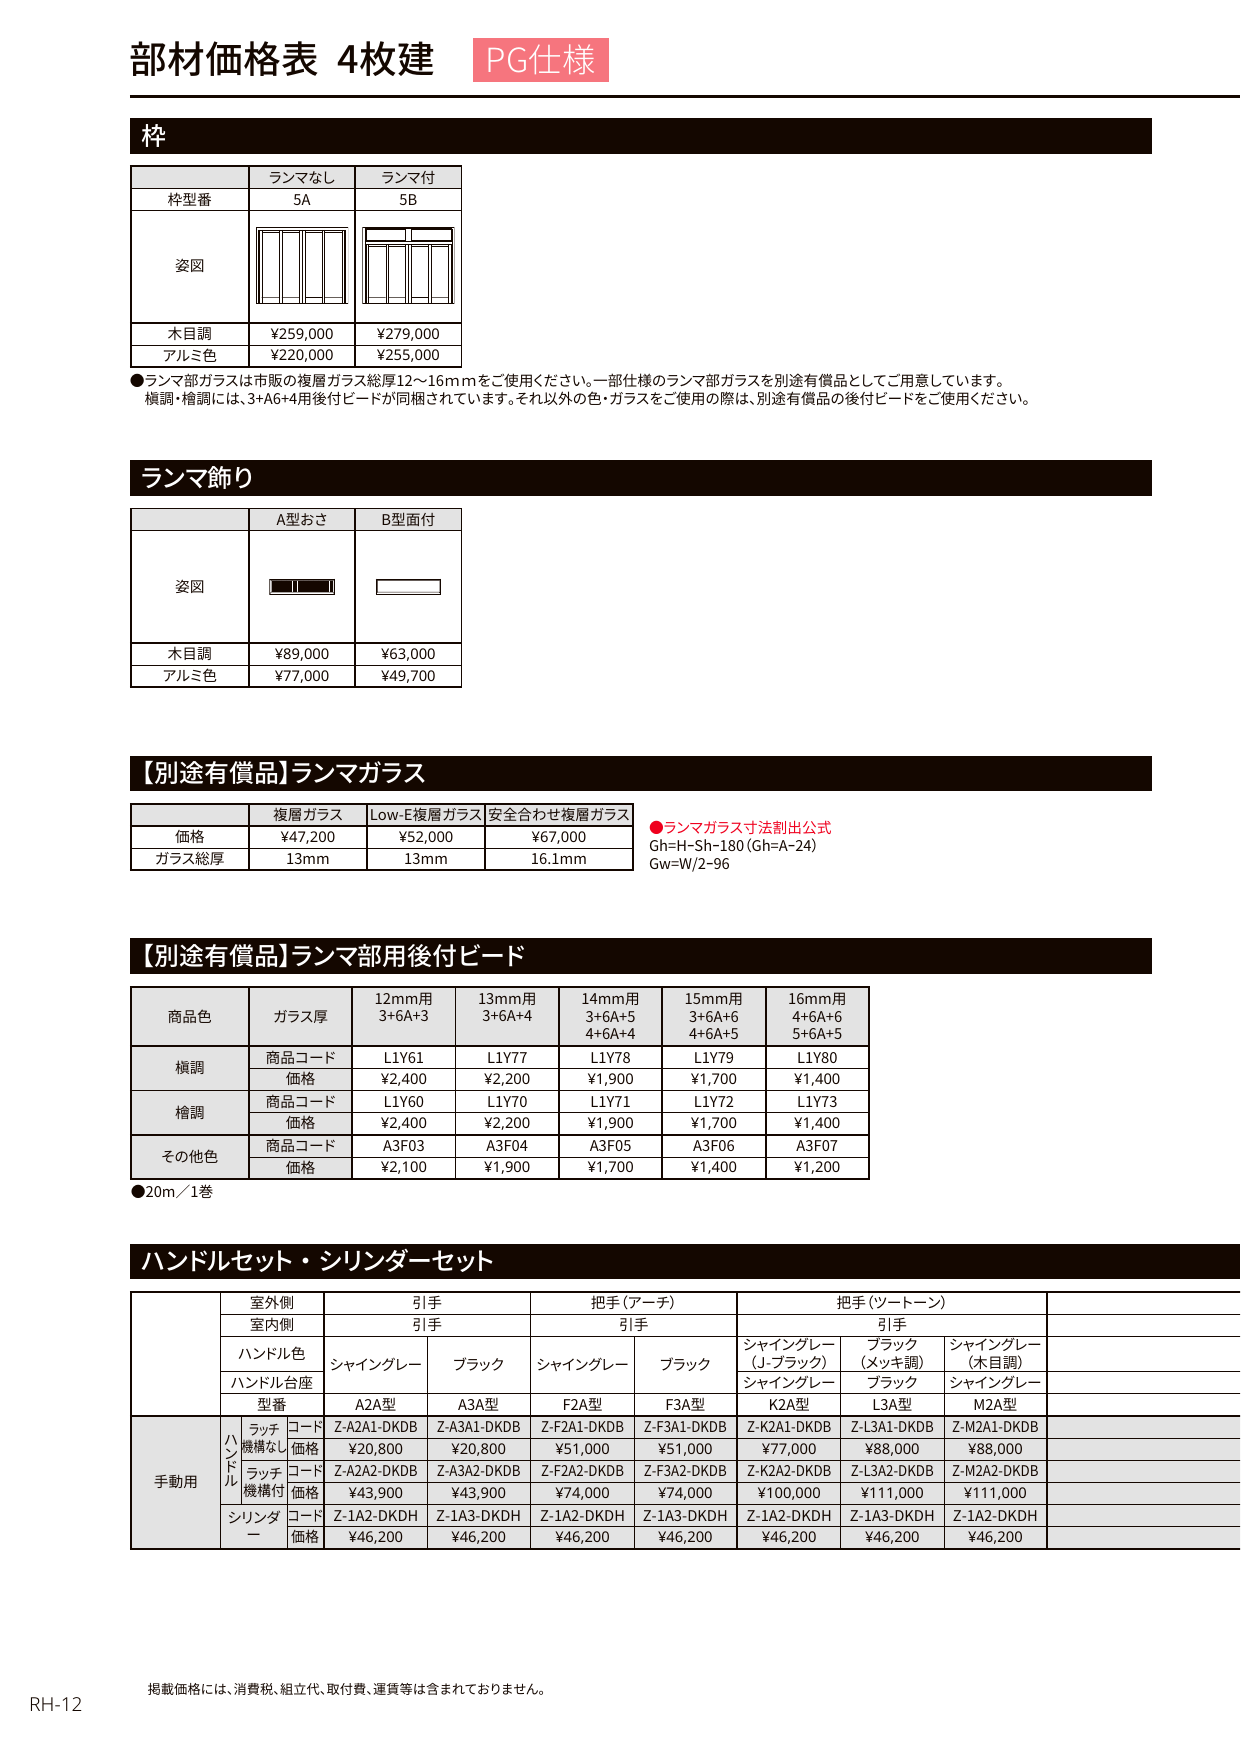 部材価格表 4枚建 PG仕様
枠
ランマなし ランマ付
枠型番 5A 5B
姿図
木目調 ¥259,000 ¥279,000
アルミ色 ¥220,000 ¥255,000
●ランマ部ガラスは市販の複層ガラス総厚12〜16mmをご使用ください。一部仕様のランマ部ガラスを別途有償品としてご用意しています。
槇調・檜調には、3+A6+4用後付ビードが同梱されています。それ以外の色・ガラスをご使用の際は、別途有償品の後付ビードをご使用ください。
ランマ飾り
A型おさ B型面付
姿図
木目調 ¥89,000 ¥63,000
アルミ色 ¥77,000 ¥49,700
【別途有償品】ランマガラス
複層ガラス Low-E複層ガラス 安全合わせ複層ガラス
価格 ¥47,200 ¥52,000 ¥67,000
ガラス総厚 13mm 13mm 16.1mm
●ランマガラス寸法割出公式
Gh=H−Sh−180(Gh=A−24)
Gw=W/2−96
【別途有償品】ランマ部用後付ビード
商品色 ガラス厚 12mm用 13mm用 14mm用 15mm用 16mm用
3+6A+3 3+6A+4 3+6A+5 3+6A+6 4+6A+6
4+6A+4 4+6A+5 5+6A+5
槇調 商品コード L1Y61 L1Y77 L1Y78 L1Y79 L1Y80
価格 ¥2,400 ¥2,200 ¥1,900 ¥1,700 ¥1,400
檜調 商品コード L1Y60 L1Y70 L1Y71 L1Y72 L1Y73
価格 ¥2,400 ¥2,200 ¥1,900 ¥1,700 ¥1,400
その他色 商品コード A3F03 A3F04 A3F05 A3F06 A3F07
価格 ¥2,100 ¥1,900 ¥1,700 ¥1,400 ¥1,200
●20m／1巻
ハンドルセット・シリンダーセット
室外側 引手 把手(アーチ) 把手(ツートーン)
室内側 引手 引手 引手
ハンドル色 シャイングレー ブラック シャイングレー ブラック シャイングレー(J-ブラック) ブラック(メッキ調) シャイングレー(木目調)
ハンドル台座 シャイングレー ブラック シャイングレー
型番 A2A型 A3A型 F2A型 F3A型 K2A型 L3A型 M2A型
手動用 ハンドル ラッチ機構なし コード Z-A2A1-DKDB Z-A3A1-DKDB Z-F2A1-DKDB Z-F3A1-DKDB Z-K2A1-DKDB Z-L3A1-DKDB Z-M2A1-DKDB
価格 ¥20,800 ¥20,800 ¥51,000 ¥51,000 ¥77,000 ¥88,000 ¥88,000
ラッチ機構付 コード Z-A2A2-DKDB Z-A3A2-DKDB Z-F2A2-DKDB Z-F3A2-DKDB Z-K2A2-DKDB Z-L3A2-DKDB Z-M2A2-DKDB
価格 ¥43,900 ¥43,900 ¥74,000 ¥74,000 ¥100,000 ¥111,000 ¥111,000
シリンダー コード Z-1A2-DKDH Z-1A3-DKDH Z-1A2-DKDH Z-1A3-DKDH Z-1A2-DKDH Z-1A3-DKDH Z-1A2-DKDH
価格 ¥46,200 ¥46,200 ¥46,200 ¥46,200 ¥46,200 ¥46,200 ¥46,200
掲載価格には、消費税、組立代、取付費、運賃等は含まれておりません。
RH-12